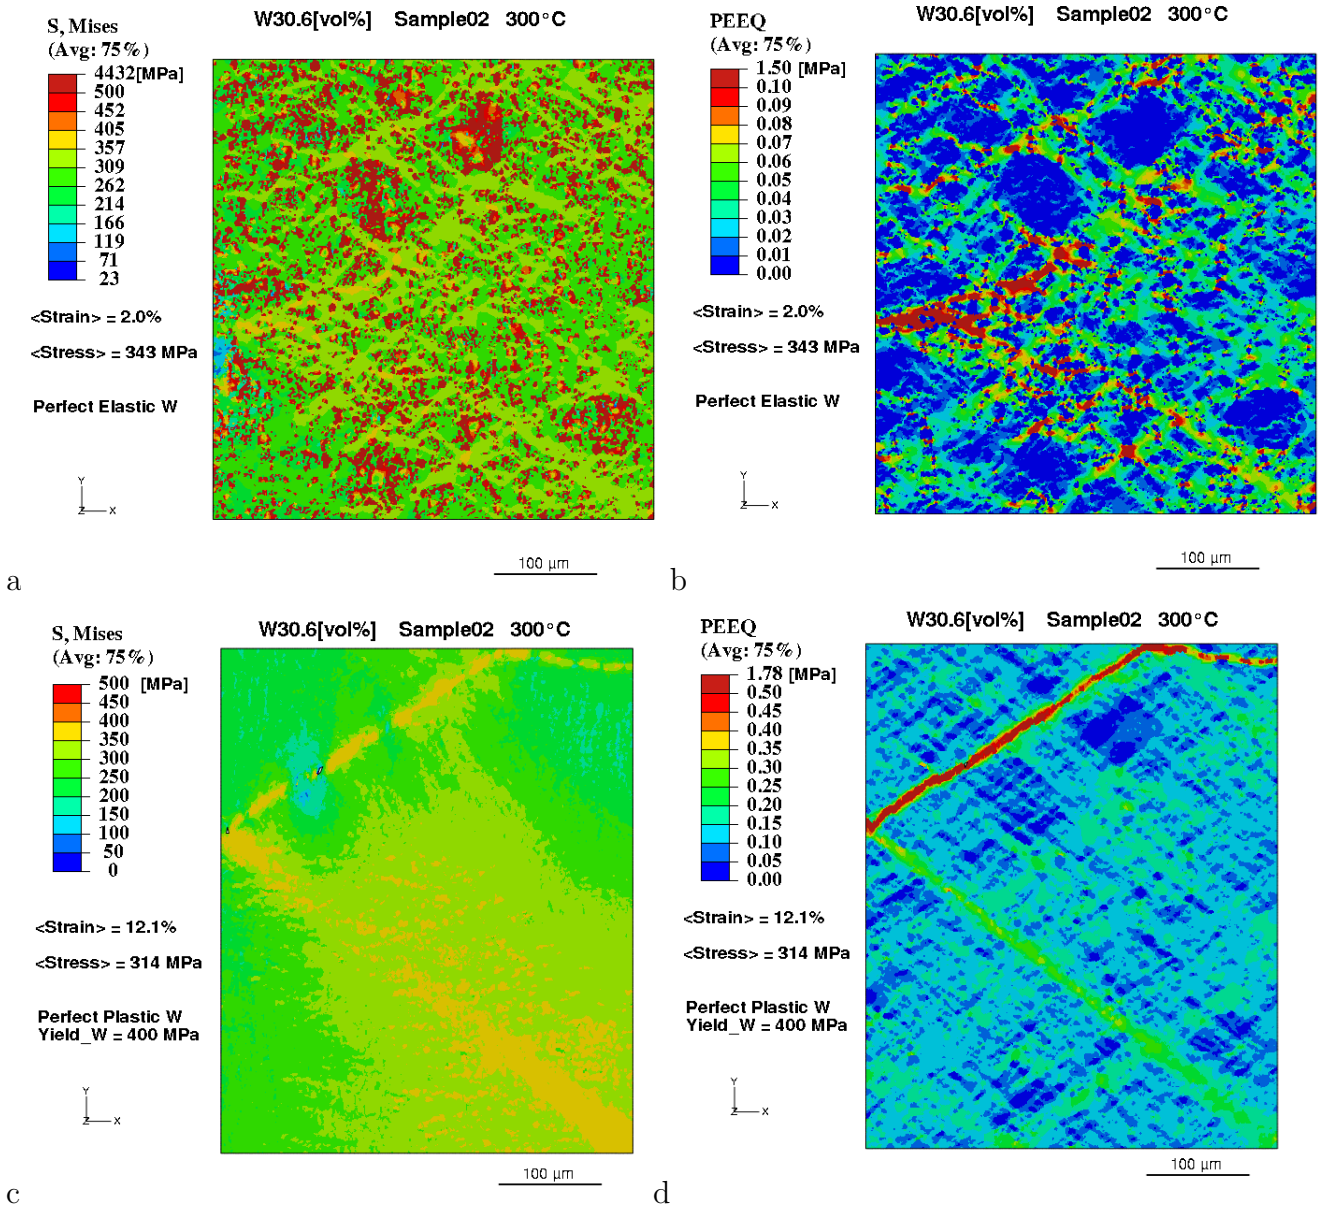 W30.6[vol%] Sample02 300°C
S, Mises
(Avg: 75%)
4432[MPa]
500
452
405
357
309
262
214
166
119
71
23
<Strain> = 2.0%
<Stress> = 343 MPa
Perfect Elastic W
Y
Z X
100 µm
a
W30.6[vol%] Sample02 300°C
PEEQ
(Avg: 75%)
1.50 [MPa]
0.10
0.09
0.08
0.07
0.06
0.05
0.04
0.03
0.02
0.01
0.00
<Strain> = 2.0%
<Stress> = 343 MPa
Perfect Elastic W
Y
Z X
100 µm
b
W30.6[vol%] Sample02 300°C
S, Mises
(Avg: 75%)
500 [MPa]
450
400
350
300
250
200
150
100
50
0
<Strain> = 12.1%
<Stress> = 314 MPa
Perfect Plastic W
Yield_W = 400 MPa
Y
Z X
100 µm
c
W30.6[vol%] Sample02 300°C
PEEQ
(Avg: 75%)
1.78 [MPa]
0.50
0.45
0.40
0.35
0.30
0.25
0.20
0.15
0.10
0.05
0.00
<Strain> = 12.1%
<Stress> = 314 MPa
Perfect Plastic W
Yield_W = 400 MPa
Y
Z X
100 µm
d